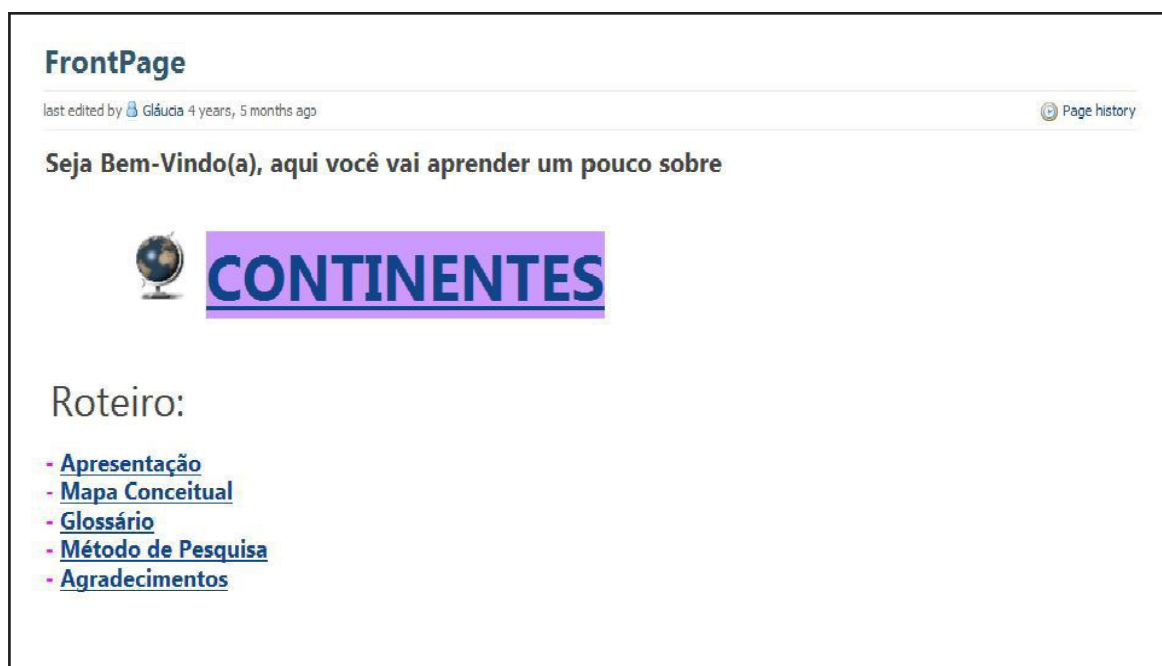 FrontPage
last edited by Gláucia 4 years, 5 months ago
Page history
Seja Bem-Vindo(a), aqui você vai aprender um pouco sobre
CONTINENTES
Roteiro:
- Apresentação
- Mapa Conceitual
- Glossário
- Método de Pesquisa
- Agradecimentos